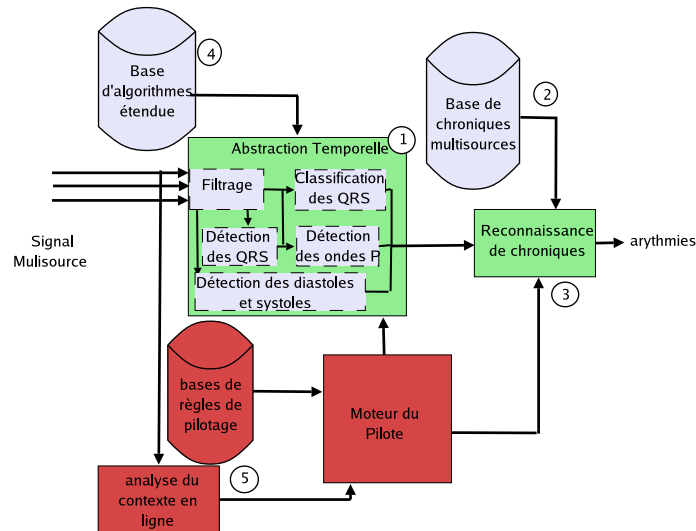 Base
d'algorithmes
étendue
4
Base de
chroniques
multisources
2
1
Abstraction Temporelle
Filtrage
Classification
des QRS
Détection
des QRS
Détection
des ondes P
Détection des diastoles
et systoles
Signal
Mulisource
Reconnaissance
de chroniques
arythmies
3
bases de
règles de
pilotage
Moteur du
Pilote
5
analyse du
contexte en
ligne